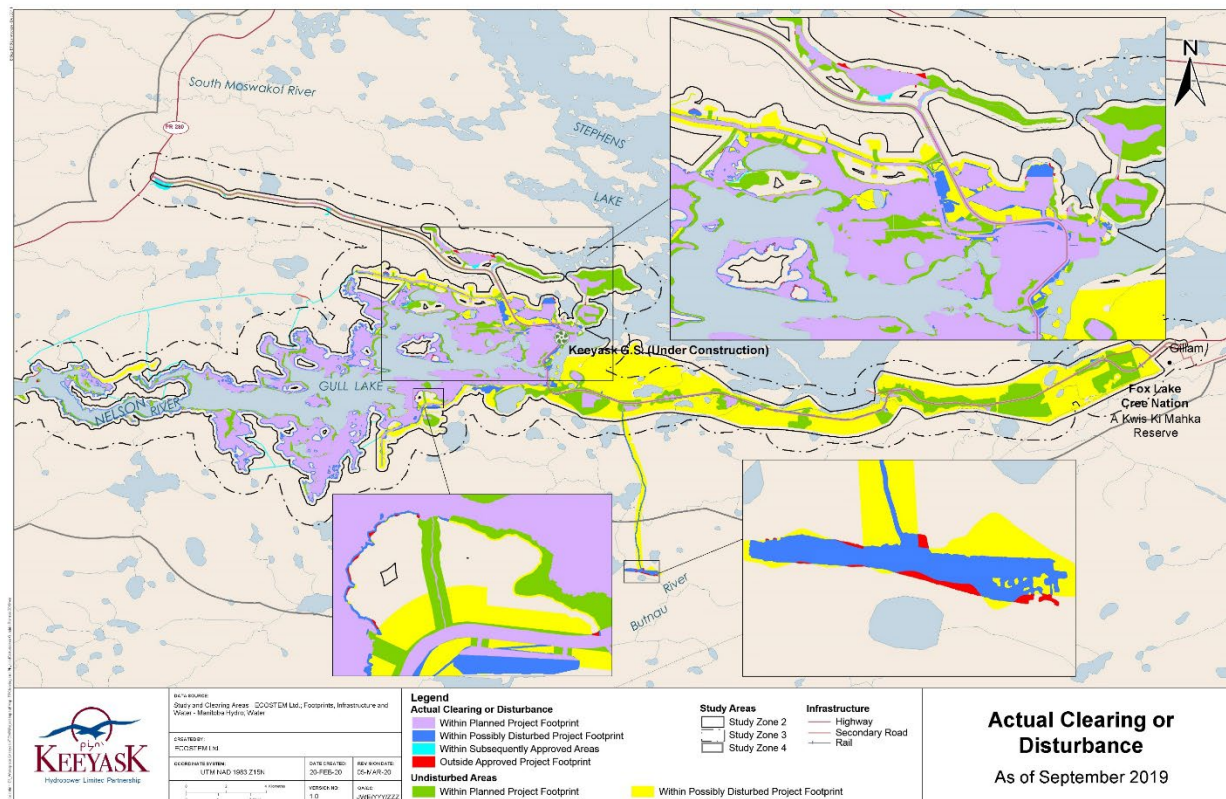 N
South Moswakot River
PR 280
STEPHENS
LAKE
Keeyask G.S. (Under Construction)
GULL LAKE
NELSON RIVER
Gillam
Fox Lake
Cree Nation
A Kwis Ki Mahka
Reserve
Butnau River
KEEYASK
Hydropower Limited Partnership
DATA SOURCE:
Study and Clearing Areas - ECOSTEM Ltd.; Footprints, Infrastructure and
Water - Manitoba Hydro; Water
CREATED BY:
ECOSTEM Ltd.
COORDINATE SYSTEM:
UTM NAD 1983 Z15N
DATE CREATED:
20-FEB-20
REVISION DATE:
05-MAR-20
VERSION NO:
1.0
Legend
Actual Clearing or Disturbance
Within Planned Project Footprint
Within Possibly Disturbed Project Footprint
Within Subsequently Approved Areas
Outside Approved Project Footprint
Undisturbed Areas
Within Planned Project Footprint
Within Possibly Disturbed Project Footprint
Study Areas
Study Zone 2
Study Zone 3
Study Zone 4
Infrastructure
Highway
Secondary Road
Rail
Actual Clearing or
Disturbance
As of September 2019